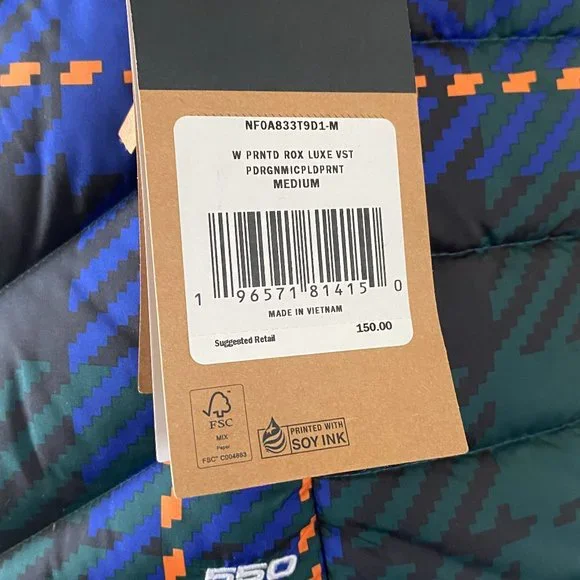 NF0A833T9D1-M
W PRNTD ROX LUXE VST
PDRGNMICPLDPRNT
MEDIUM
1 96571 81415 0
MADE IN VIETNAM
Suggested Retail 150.00
FSC
MIX
Paper
FSC® C004863
PRINTED WITH
SOY INK
550